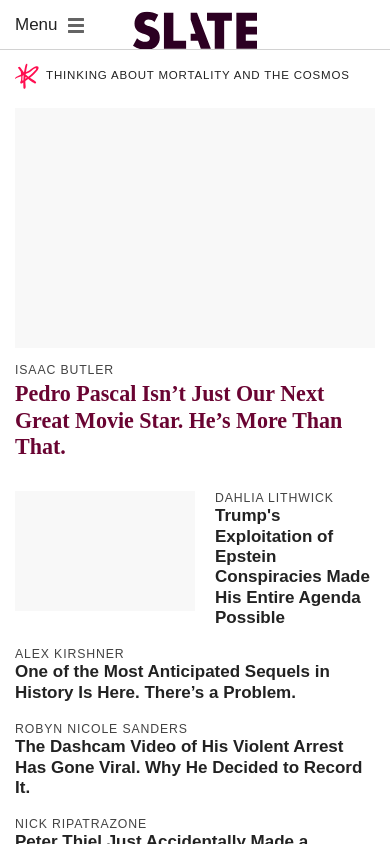 Menu
SLATE
THINKING ABOUT MORTALITY AND THE COSMOS
ISAAC BUTLER
Pedro Pascal Isn’t Just Our Next
Great Movie Star. He’s More Than
That.
DAHLIA LITHWICK
Trump's
Exploitation of
Epstein
Conspiracies Made
His Entire Agenda
Possible
ALEX KIRSHNER
One of the Most Anticipated Sequels in
History Is Here. There’s a Problem.
ROBYN NICOLE SANDERS
The Dashcam Video of His Violent Arrest
Has Gone Viral. Why He Decided to Record
It.
NICK RIPATRAZONE
Peter Thiel Just Accidentally Made a